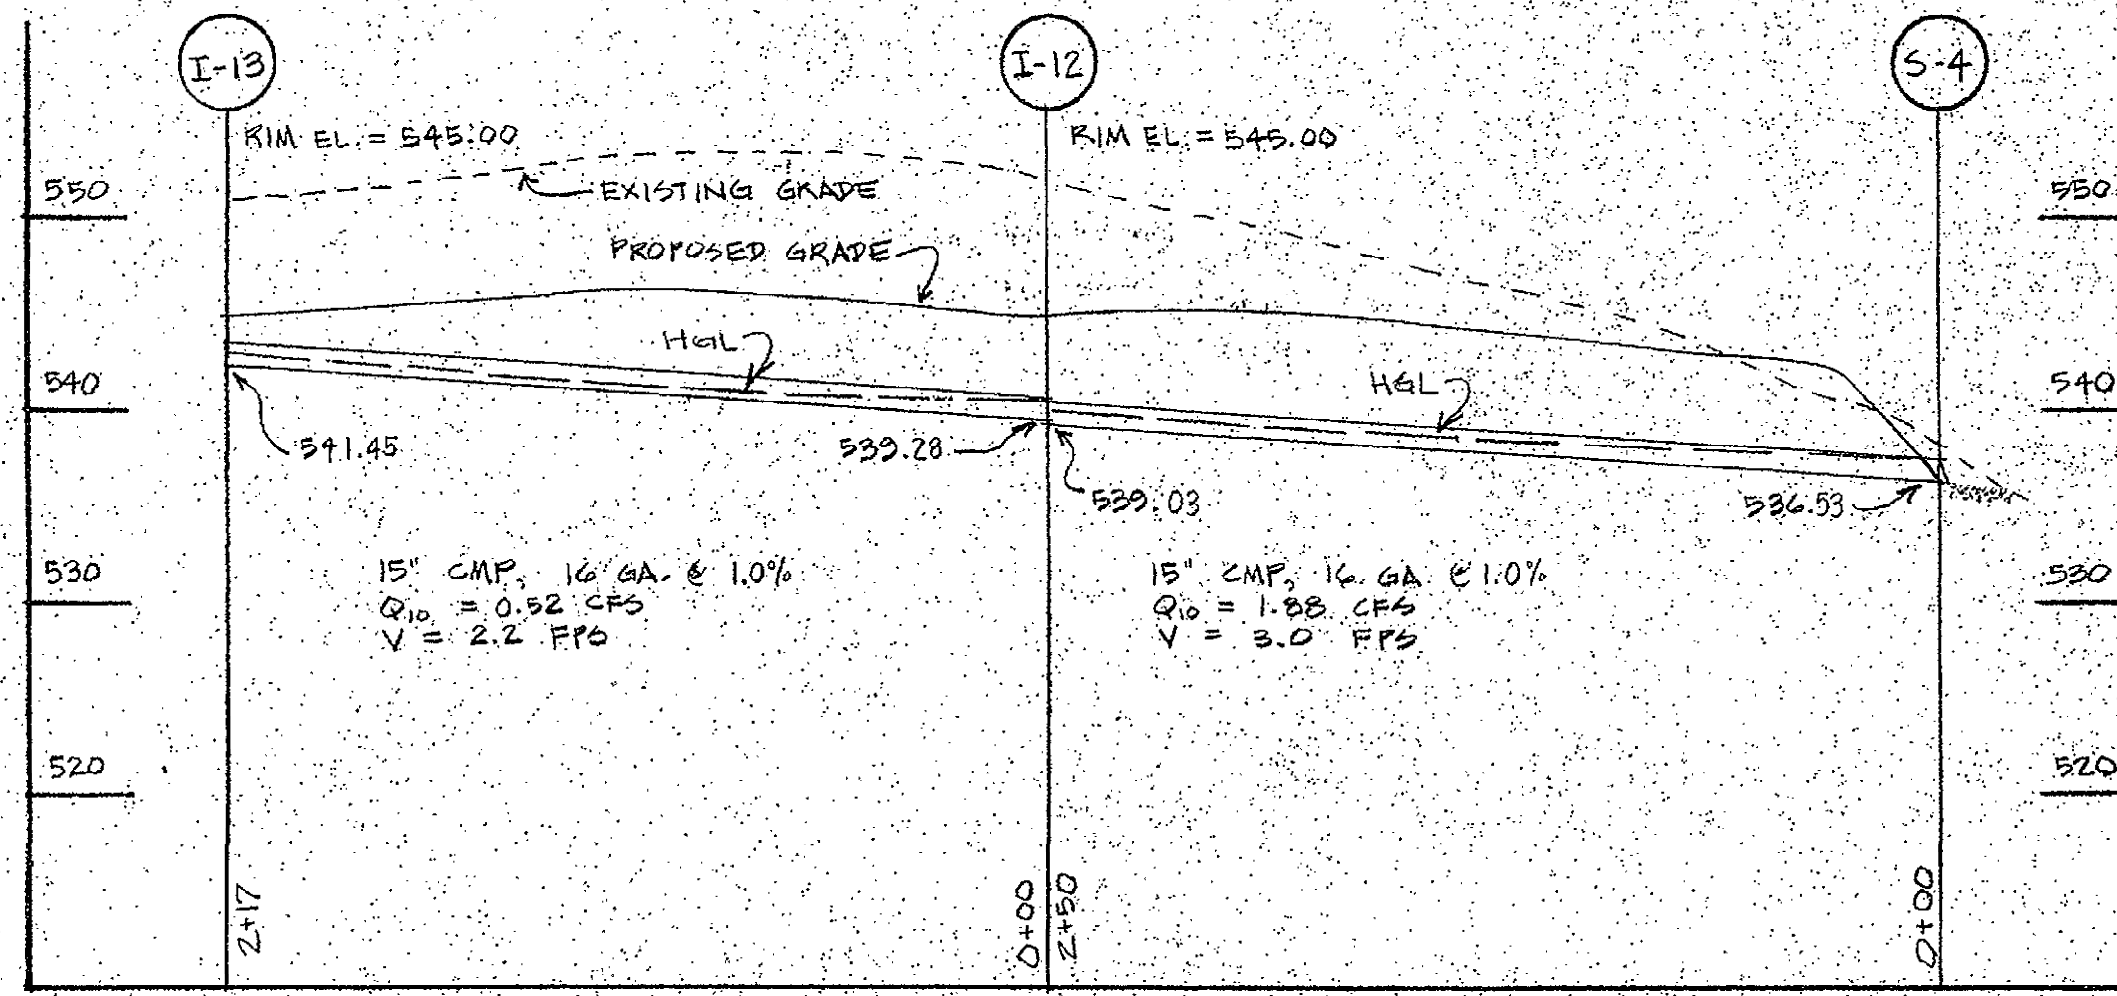 I-13
I-12
S-4
RIM EL. = 545.00
RIM EL. = 545.00
550
EXISTING GRADE
550
PROPOSED GRADE
HGL
540
HGL
540
541.45
539.28
539.03
536.53
530
15" CMP, 16 GA. @ 1.0%
Q10 = 0.52 CFS
V = 2.2 FPS
15" CMP, 16 GA. @ 1.0%
Q10 = 1.88 CFS
V = 3.0 FPS
530
520
520
2+17
0+00
2+50
0+00